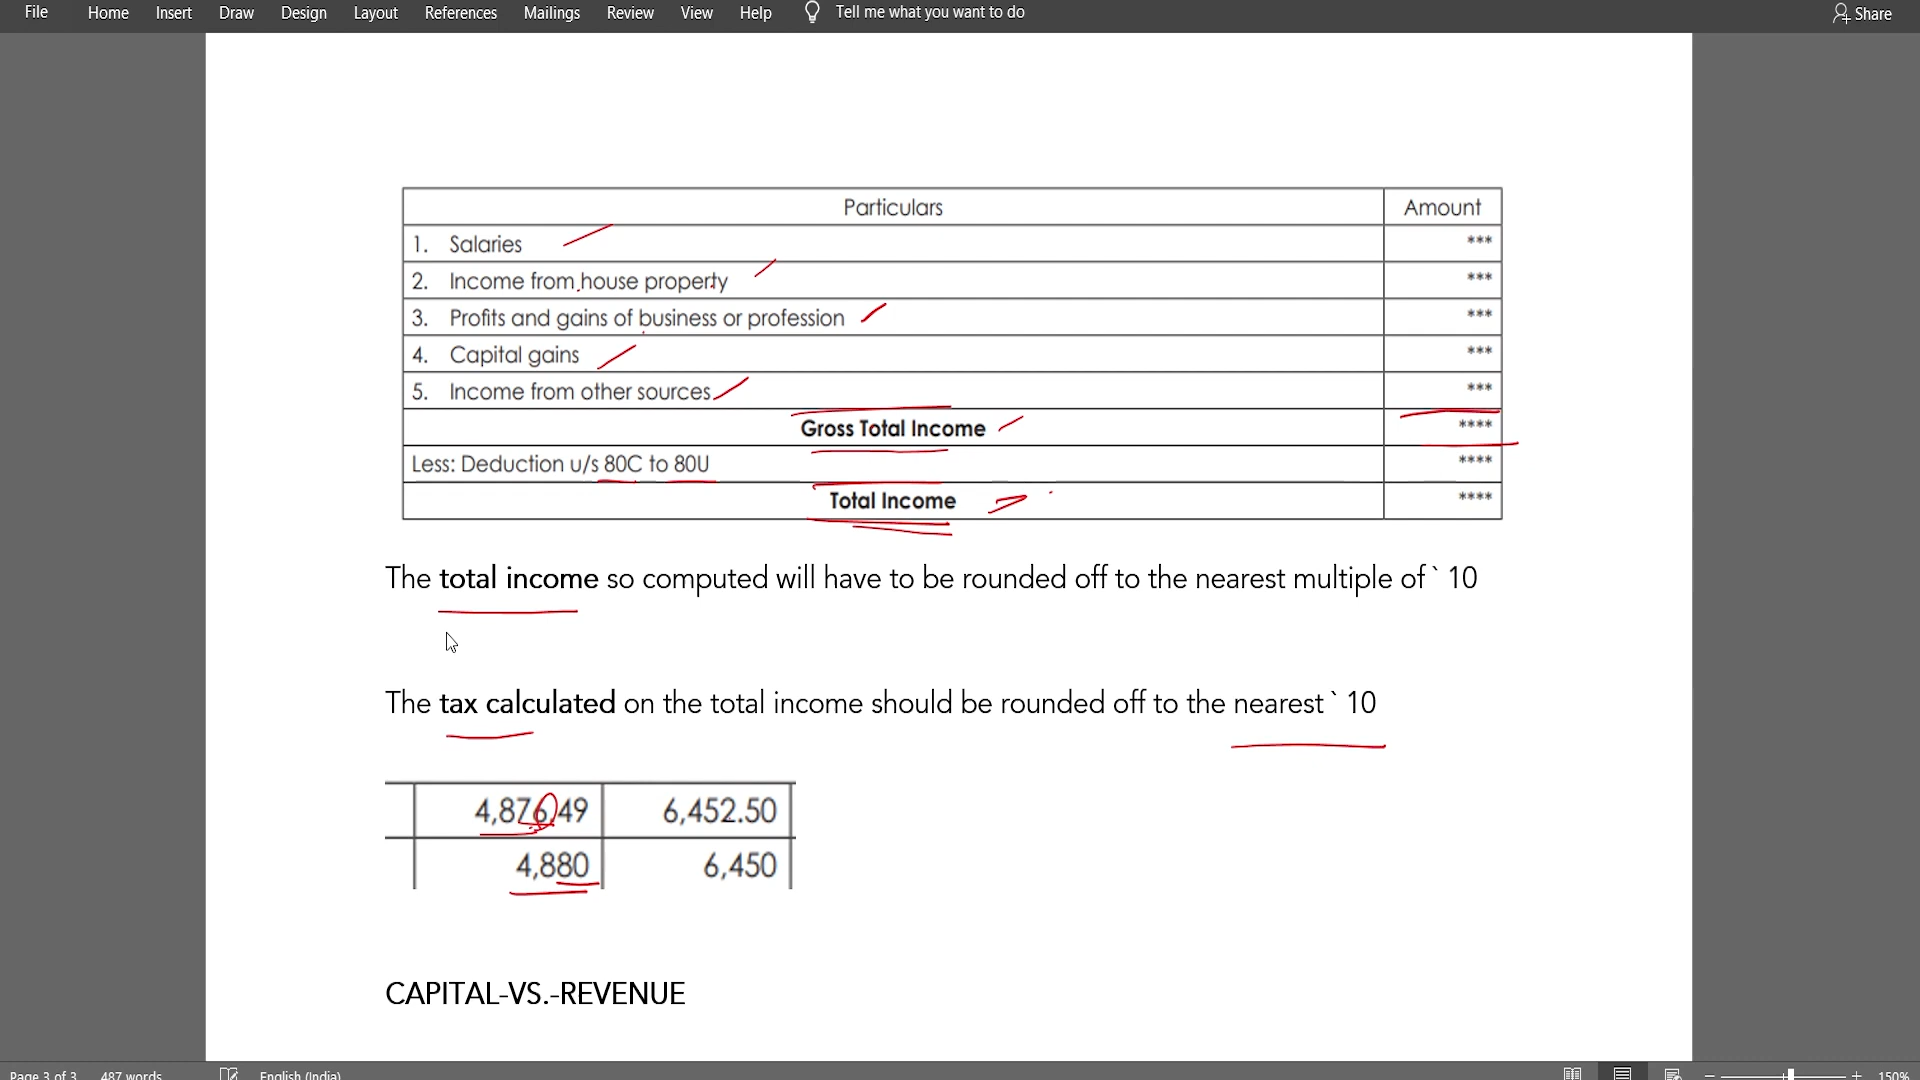 File Home Insert Draw Design Layout References Mailings Review View Help Tell me what you want to do Share
Particulars Amount
1. Salaries ***
2. Income from house property ***
3. Profits and gains of business or profession ***
4. Capital gains ***
5. Income from other sources ***
Gross Total Income ****
Less: Deduction u/s 80C to 80U ****
Total Income ****
The total income so computed will have to be rounded off to the nearest multiple of ` 10
The tax calculated on the total income should be rounded off to the nearest ` 10
4,876.49 6,452.50
4,880 6,450
CAPITAL-VS.-REVENUE
Page 3 of 3 487 words English (India) 150%